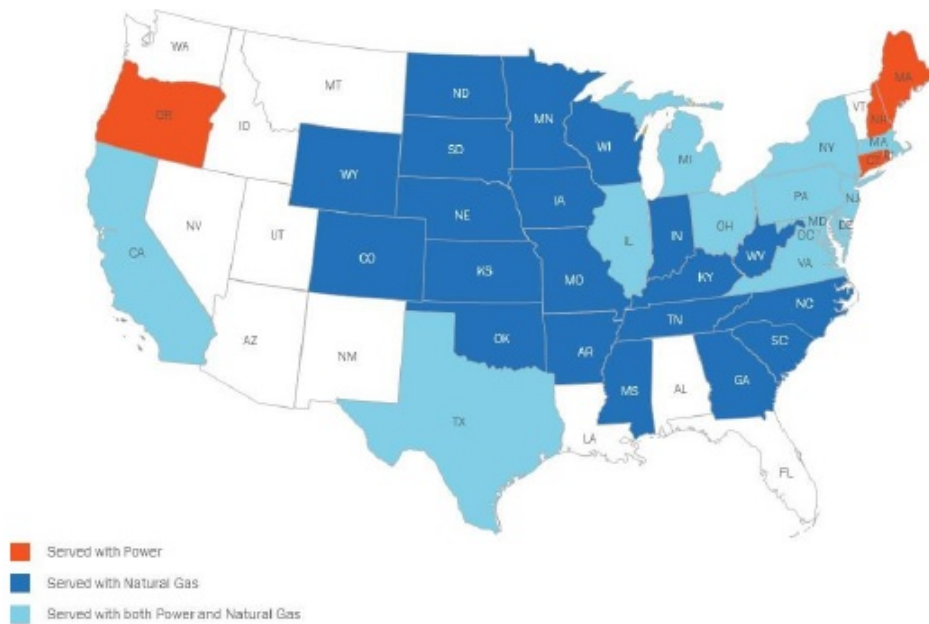 WA
MT
ND
MN
MA
VT
OR
ID
SD
WI
MI
NY
MA
CT
WY
IA
NE
PA
NJ
NV
UT
CA
CO
KS
MO
IL
IN
OH
WV
MD
DC
DE
VA
KY
AZ
NM
OK
AR
TN
NC
SC
TX
MS
AL
GA
LA
FL
Served with Power
Served with Natural Gas
Served with both Power and Natural Gas